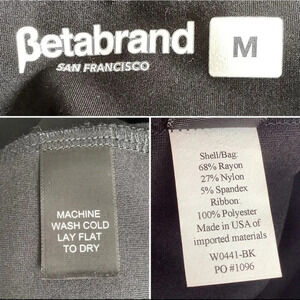 βetabrand
SAN FRANCISCO
M
MACHINE
WASH COLD
LAY FLAT
TO DRY
Shell/Bag:
68% Rayon
27% Nylon
5% Spandex
Ribbon:
100% Polyester
Made in USA of
imported materials
W0441-BK
PO #1096